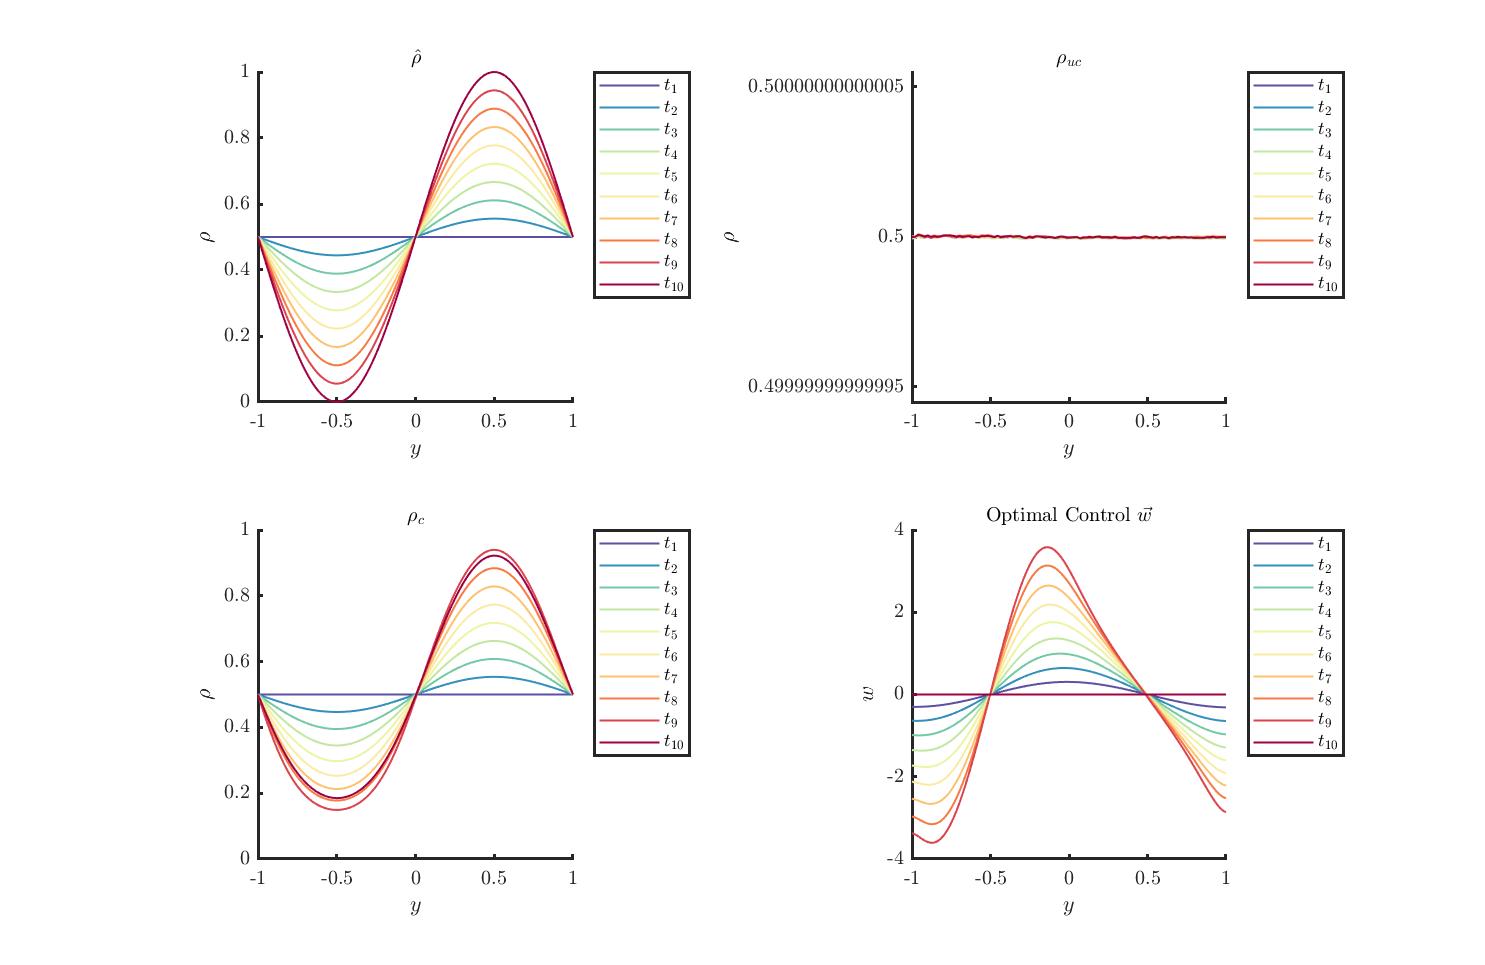 ρ̂
1
0.8
0.6
0.4
0.2
0
ρ
-1 -0.5 0 0.5 1
y
t₁
t₂
t₃
t₄
t₅
t₆
t₇
t₈
t₉
t₁₀
ρ_uc
0.50000000000005
0.5
0.49999999999995
ρ
-1 -0.5 0 0.5 1
y
t₁
t₂
t₃
t₄
t₅
t₆
t₇
t₈
t₉
t₁₀
ρ_c
1
0.8
0.6
0.4
0.2
0
ρ
-1 -0.5 0 0.5 1
y
t₁
t₂
t₃
t₄
t₅
t₆
t₇
t₈
t₉
t₁₀
Optimal Control w⃗
4
2
0
-2
-4
w
-1 -0.5 0 0.5 1
y
t₁
t₂
t₃
t₄
t₅
t₆
t₇
t₈
t₉
t₁₀